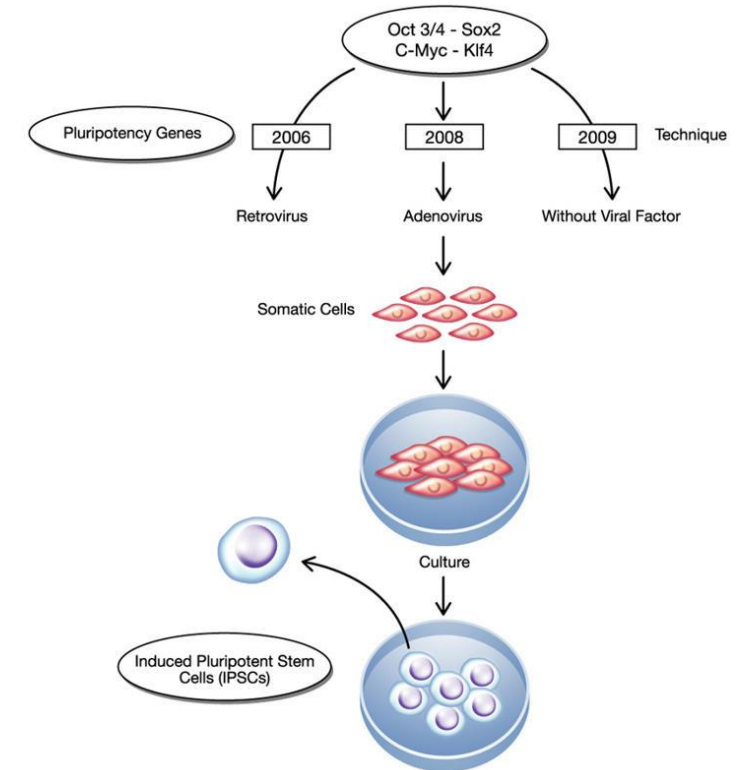 Oct 3/4 - Sox2
C-Myc - Klf4
Pluripotency Genes
2006
2008
2009
Technique
Retrovirus
Adenovirus
Without Viral Factor
Somatic Cells
Culture
Induced Pluripotent Stem
Cells (IPSCs)